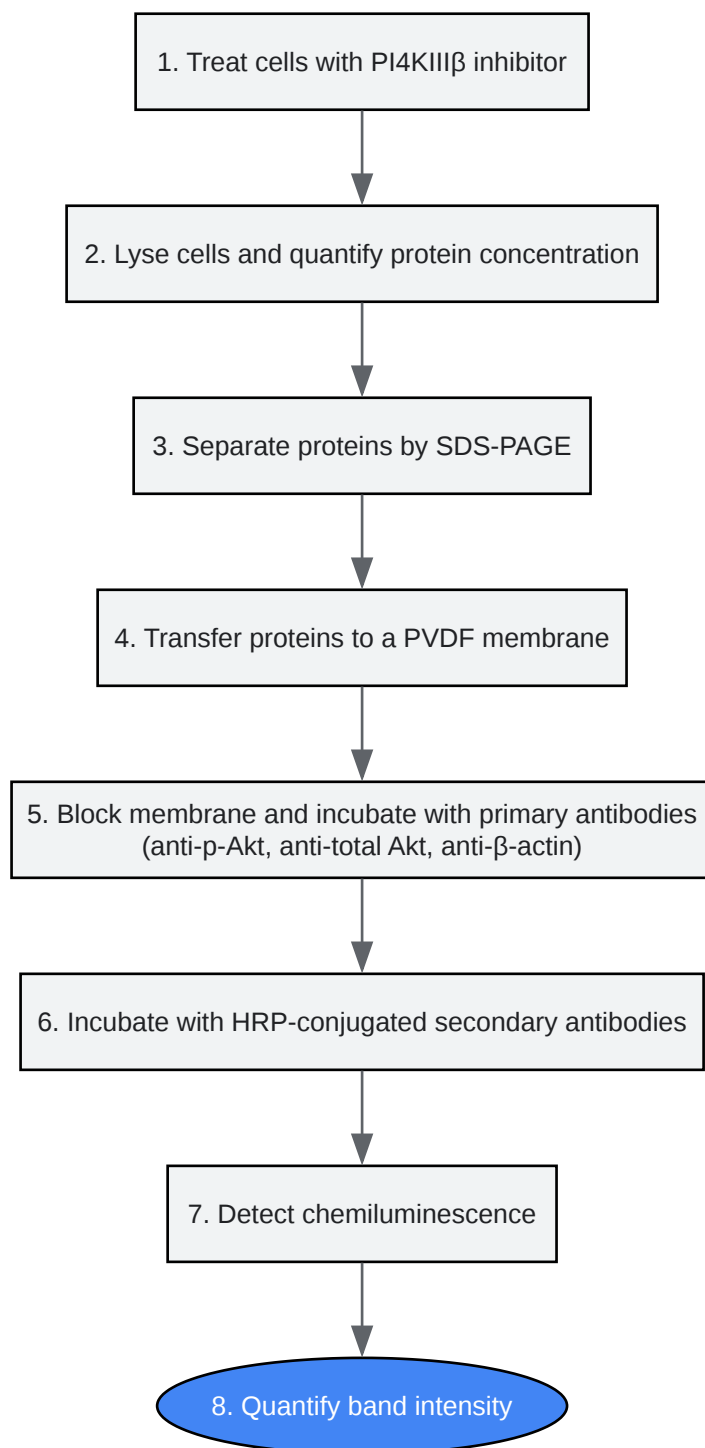 1. Treat cells with PI4KIIIβ inhibitor
2. Lyse cells and quantify protein concentration
3. Separate proteins by SDS-PAGE
4. Transfer proteins to a PVDF membrane
5. Block membrane and incubate with primary antibodies
(anti-p-Akt, anti-total Akt, anti-β-actin)
6. Incubate with HRP-conjugated secondary antibodies
7. Detect chemiluminescence
8. Quantify band intensity